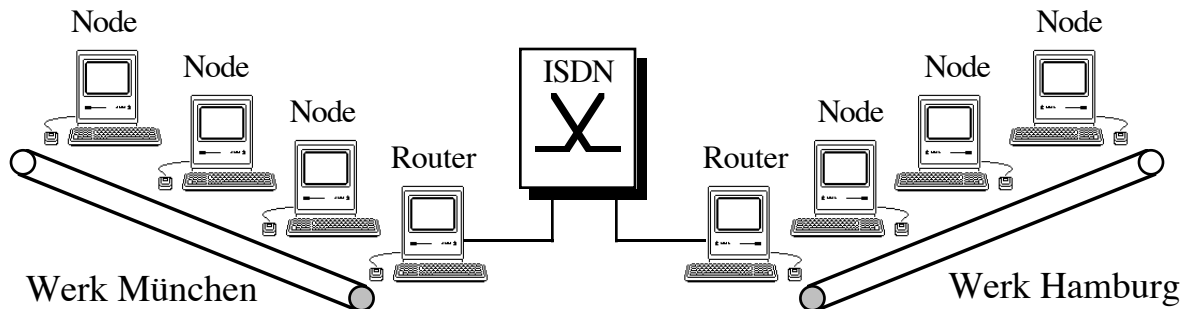 Node
Node
Node
Router
Werk München
ISDN
Router
Node
Node
Node
Werk Hamburg